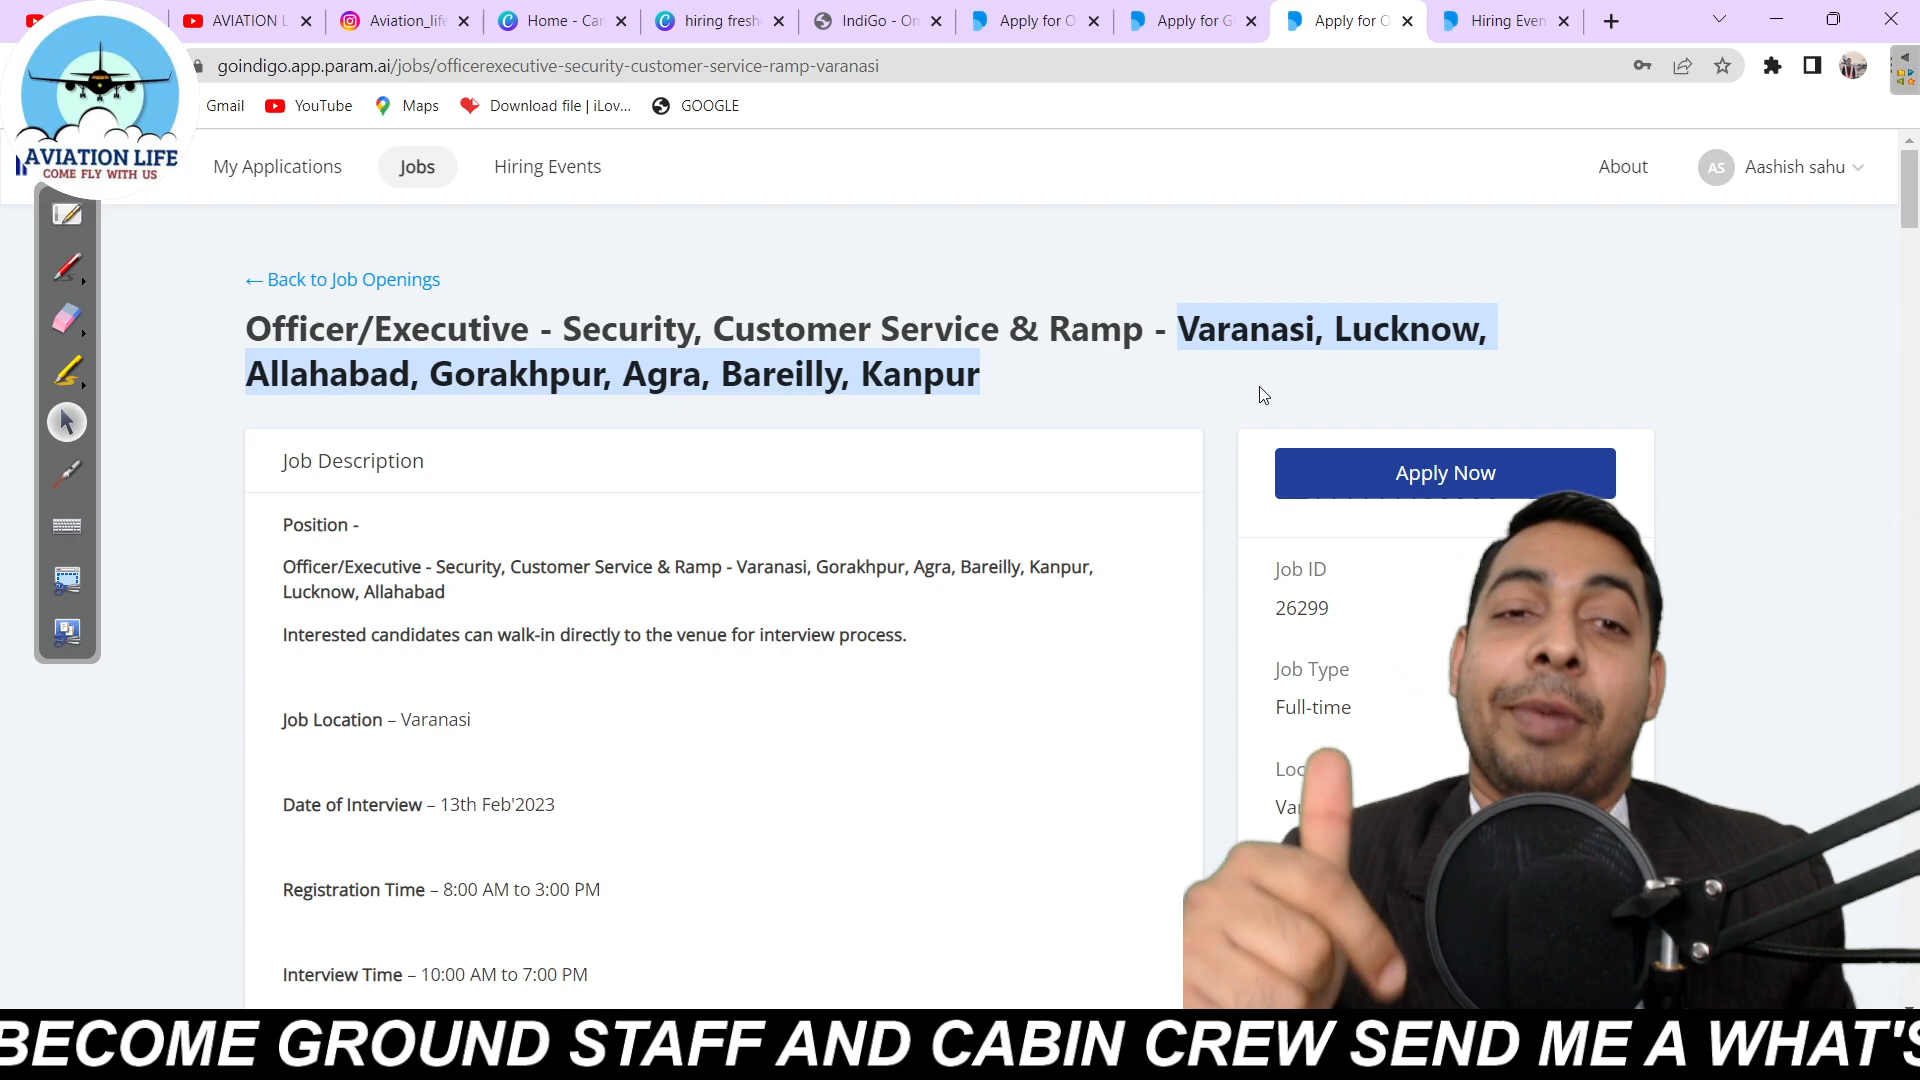 AVIATION L
Aviation_life
Home - Can
hiring fresh
IndiGo - On
Apply for O
Apply for G
Apply for O
Hiring Even
goindigo.app.param.ai/jobs/officerexecutive-security-customer-service-ramp-varanasi
Gmail
YouTube
Maps
Download file | iLov...
GOOGLE
AVIATION LIFE
COME FLY WITH US
My Applications
Jobs
Hiring Events
About
AS
Aashish sahu
← Back to Job Openings
Officer/Executive - Security, Customer Service & Ramp - Varanasi, Lucknow,
Allahabad, Gorakhpur, Agra, Bareilly, Kanpur
Job Description
Position -
Officer/Executive - Security, Customer Service & Ramp - Varanasi, Gorakhpur, Agra, Bareilly, Kanpur,
Lucknow, Allahabad
Interested candidates can walk-in directly to the venue for interview process.
Job Location – Varanasi
Date of Interview – 13th Feb'2023
Registration Time – 8:00 AM to 3:00 PM
Interview Time – 10:00 AM to 7:00 PM
Apply Now
Job ID
26299
Job Type
Full-time
Loc
Var
BECOME GROUND STAFF AND CABIN CREW SEND ME A WHAT'S